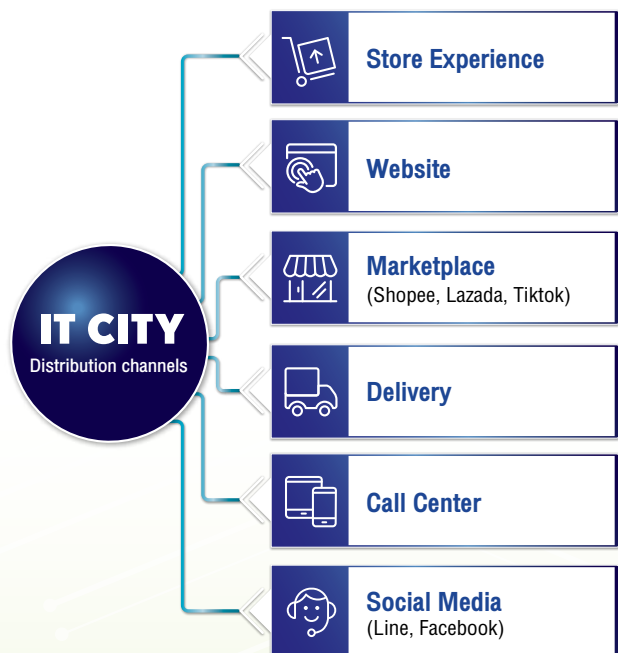 Store Experience
Website
Marketplace
(Shopee, Lazada, Tiktok)
IT CITY
Distribution channels
Delivery
Call Center
Social Media
(Line, Facebook)